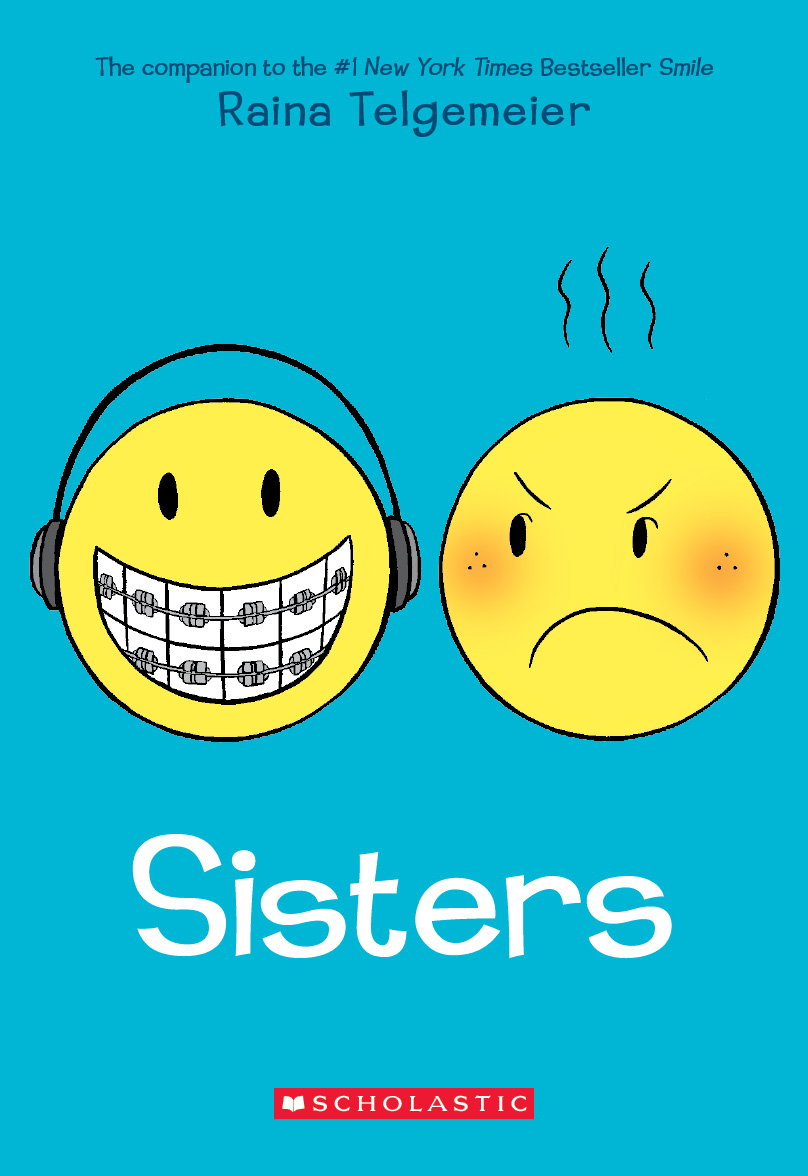 The companion to the #1 New York Times Bestseller Smile
Raina Telgemeier
Sisters
SCHOLASTIC